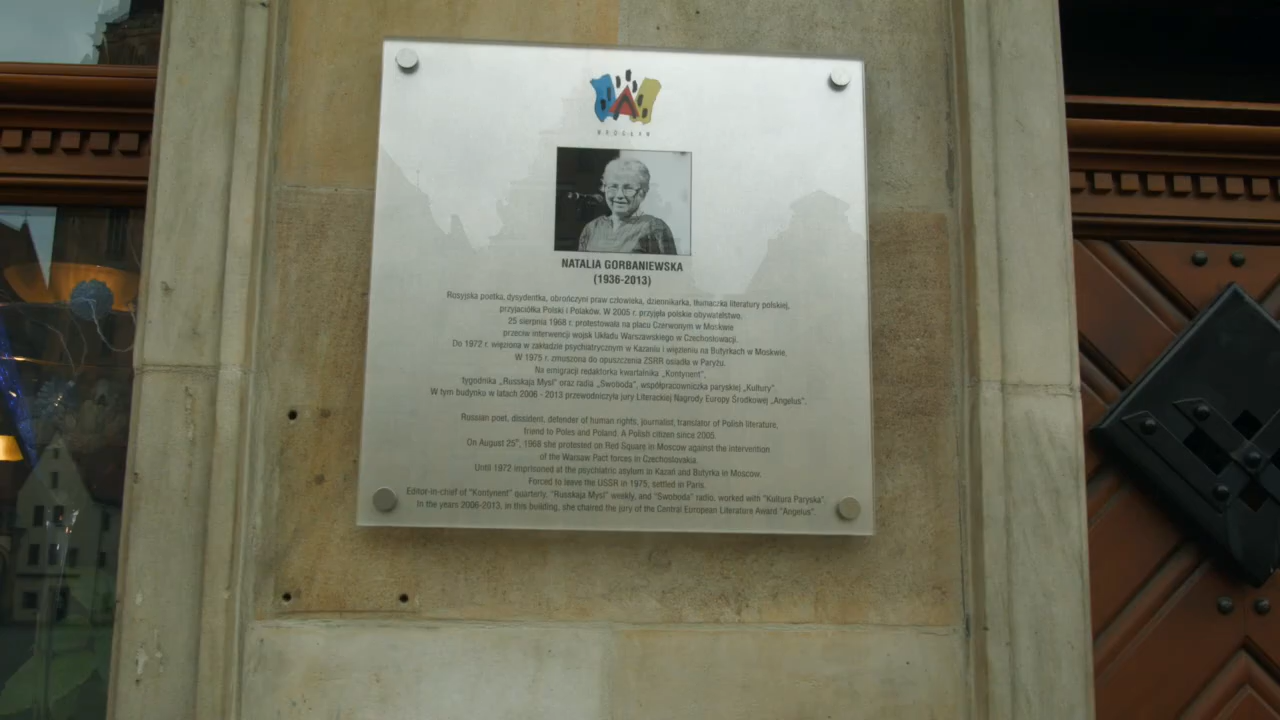 WROCŁAW
NATALIA GORBANIEWSKA
(1936-2013)
Rosyjska poetka, dysydentka, obrończyni praw człowieka, dziennikarka, tłumaczka literatury polskiej,
przyjaciółka Polski i Polaków. W 2005 r. przyjęła polskie obywatelstwo.
25 sierpnia 1968 r. protestowała na placu Czerwonym w Moskwie
przeciw interwencji wojsk Układu Warszawskiego w Czechosłowacji.
Do 1972 r. więziona w zakładzie psychiatrycznym w Kazaniu i więzieniu na Butyrkach w Moskwie,
W 1975 r. zmuszona do opuszczenia ZSRR osiadła w Paryżu.
Na emigracji redaktorka kwartalnika „Kontynent",
tygodnika „Russkaja Mysl" oraz radia „Swoboda", współpracowniczka paryskiej „Kultury".
W tym budynku w latach 2006 - 2013 przewodniczyła jury Literackiej Nagrody Europy Środkowej „Angelus".
Russian poet, dissident, defender of human rights, journalist, translator of Polish literature,
friend to Poles and Poland. A Polish citizen since 2005.
On August 25th, 1968 she protested on Red Square in Moscow against the intervention
of the Warsaw Pact forces in Czechoslovakia.
Until 1972 imprisoned at the psychiatric asylum in Kazań and Butyrka in Moscow.
Forced to leave the USSR in 1975, settled in Paris.
Editor-in-chief of "Kontynent" quarterly, "Russkaja Mysl" weekly, and "Swoboda" radio, worked with "Kultura Paryska".
In the years 2006-2013, in this building, she chaired the jury of the Central European Literature Award "Angelus".